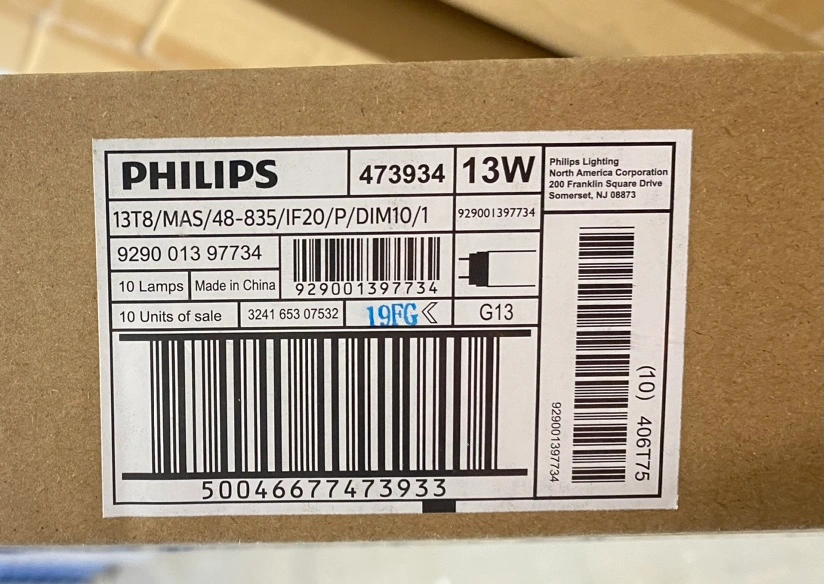 PHILIPS
473934
13W
Philips Lighting
North America Corporation
200 Franklin Square Drive
Somerset, NJ 08873
13T8/MAS/48-835/IF20/P/DIM10/1
929001397734
9290 013 97734
929001397734
10 Lamps
Made in China
10 Units of sale
3241 653 07532
19FG
G13
50046677473933
929001397734
(10) 406T75